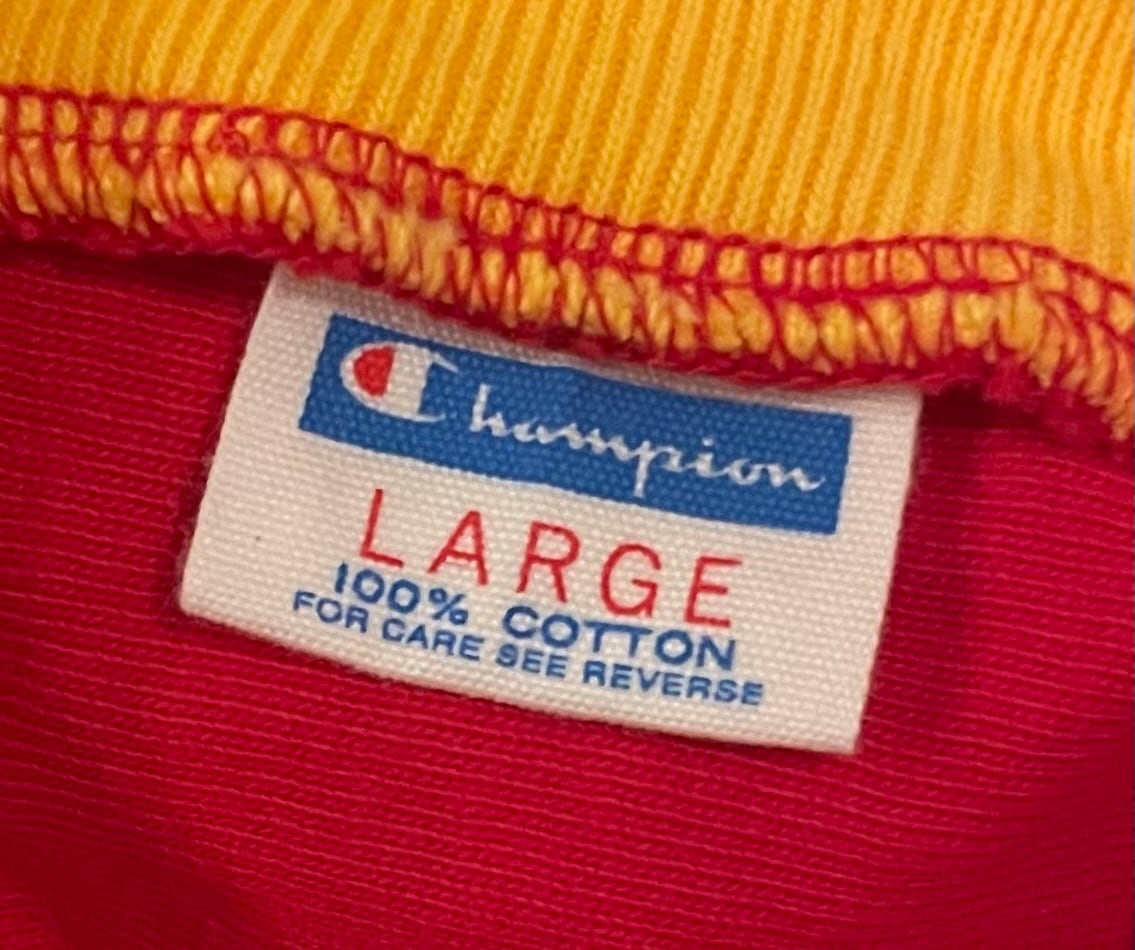 Champion
LARGE
100% COTTON
FOR CARE SEE REVERSE